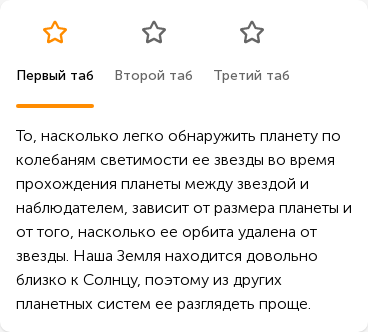 Первый таб
Второй таб
Третий таб
То, насколько легко обнаружить планету по
колебаням светимости ее звезды во время
прохождения планеты между звездой и
наблюдателем, зависит от размера планеты и
от того, насколько ее орбита удалена от
звезды. Наша Земля находится довольно
близко к Солнцу, поэтому из других
планетных систем ее разглядеть проще.